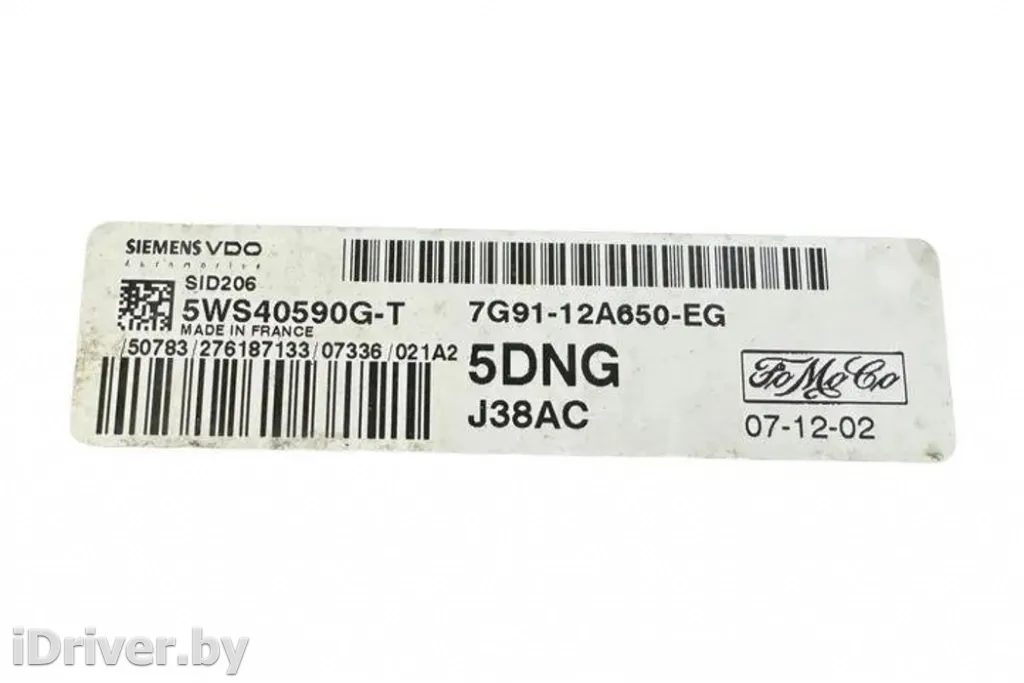 SIEMENS VDO
Automotive
SID206
5WS40590G-T
MADE IN FRANCE
/50783/276187133/07336/021A2
7G91-12A650-EG
5DNG
J38AC
FoMoCo
07-12-02
iDriver.by